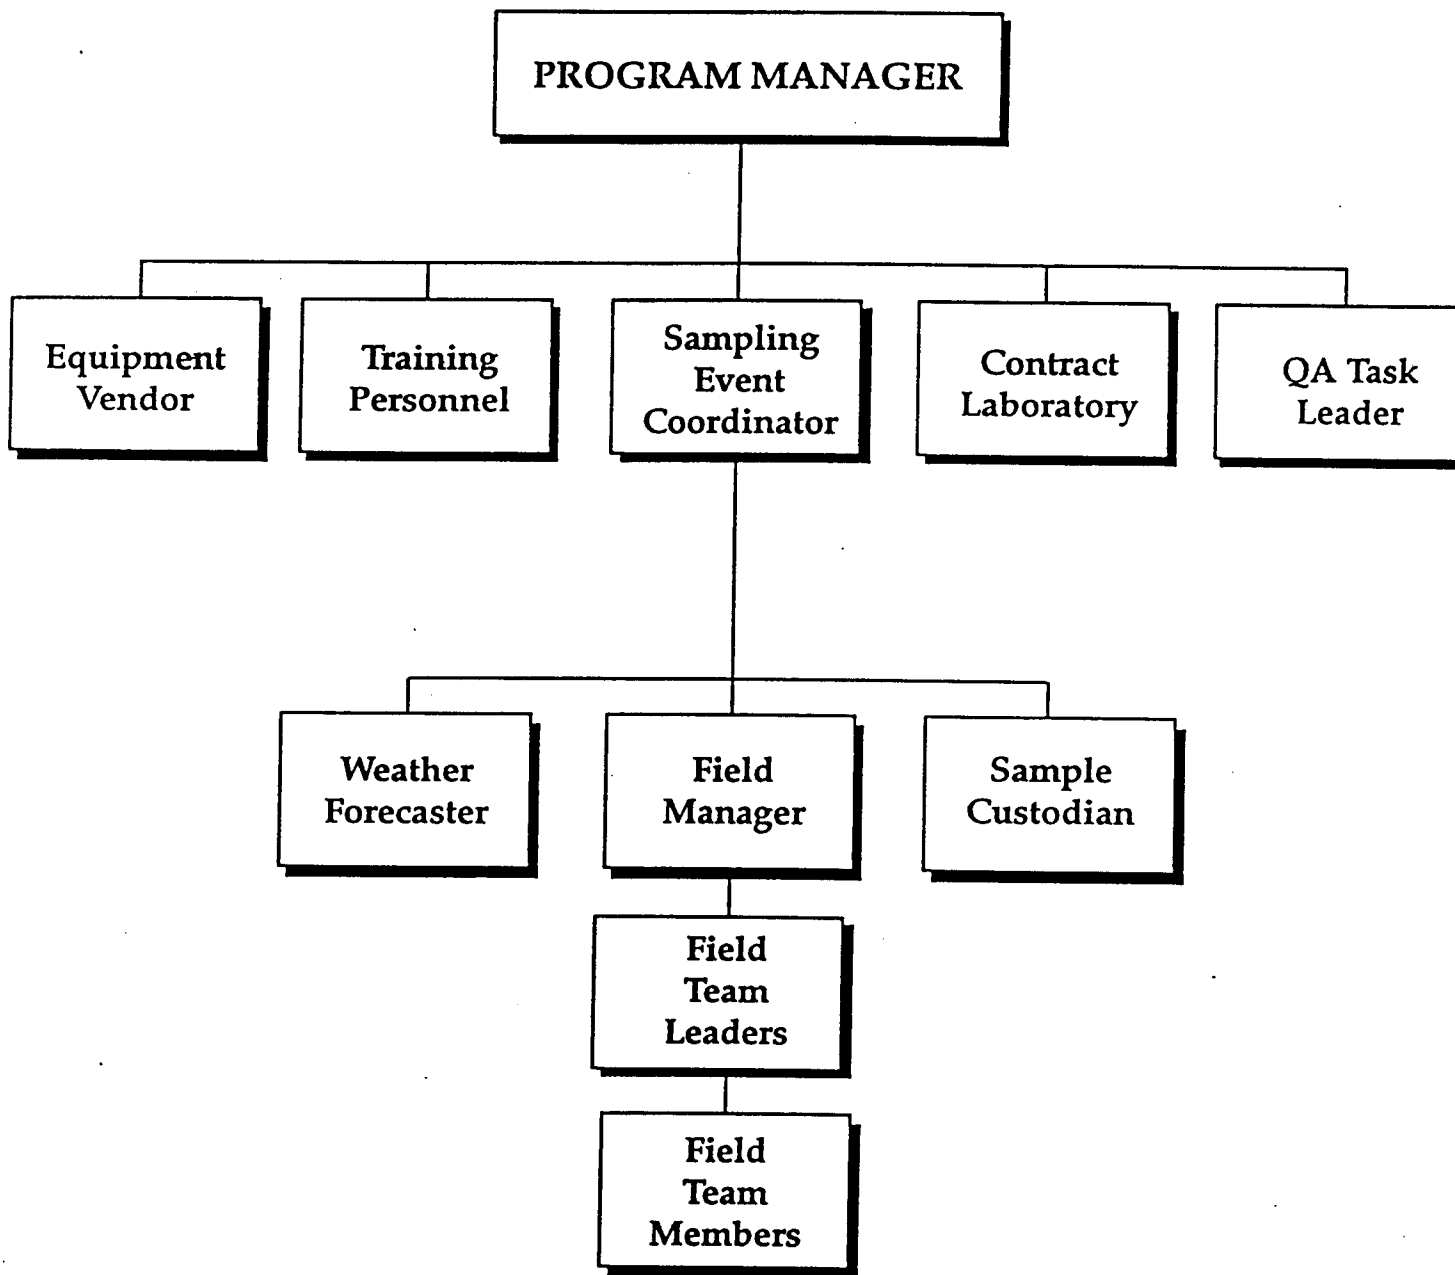 PROGRAM MANAGER
Equipment
Vendor
Training
Personnel
Sampling
Event
Coordinator
Contract
Laboratory
QA Task
Leader
Weather
Forecaster
Field
Manager
Sample
Custodian
Field
Team
Leaders
Field
Team
Members